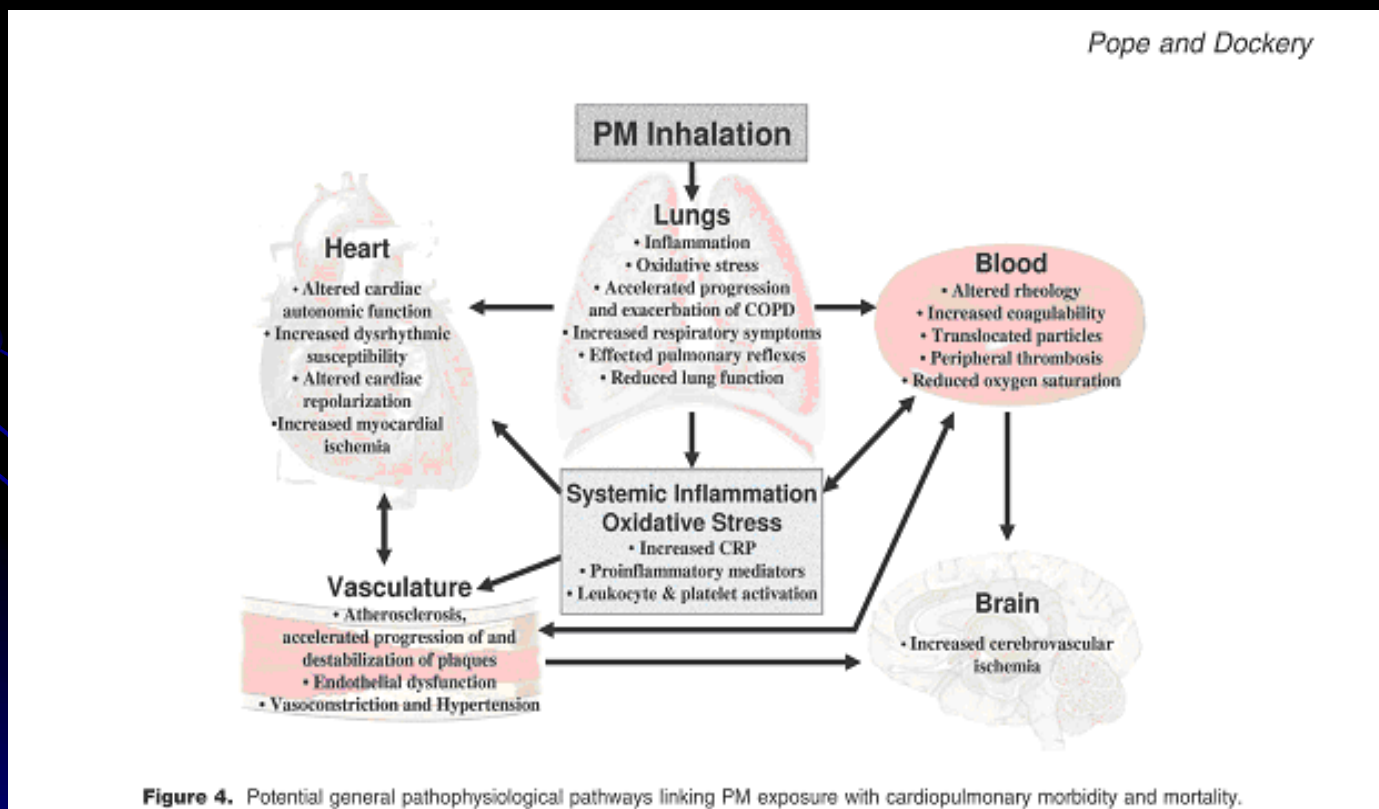 Pope and Dockery
PM Inhalation
Lungs
• Inflammation
• Oxidative stress
• Accelerated progression
and exacerbation of COPD
• Increased respiratory symptoms
• Effected pulmonary reflexes
• Reduced lung function
Heart
• Altered cardiac
autonomic function
• Increased dysrhythmic
susceptibility
• Altered cardiac
repolarization
•Increased myocardial
ischemia
Blood
• Altered rheology
• Increased coagulability
• Translocated particles
• Peripheral thrombosis
• Reduced oxygen saturation
Systemic Inflammation
Oxidative Stress
• Increased CRP
• Proinflammatory mediators
• Leukocyte & platelet activation
Vasculature
• Atherosclerosis,
accelerated progression of and
destabilization of plaques
• Endothelial dysfunction
• Vasoconstriction and Hypertension
Brain
• Increased cerebrovascular
ischemia
Figure 4. Potential general pathophysiological pathways linking PM exposure with cardiopulmonary morbidity and mortality.